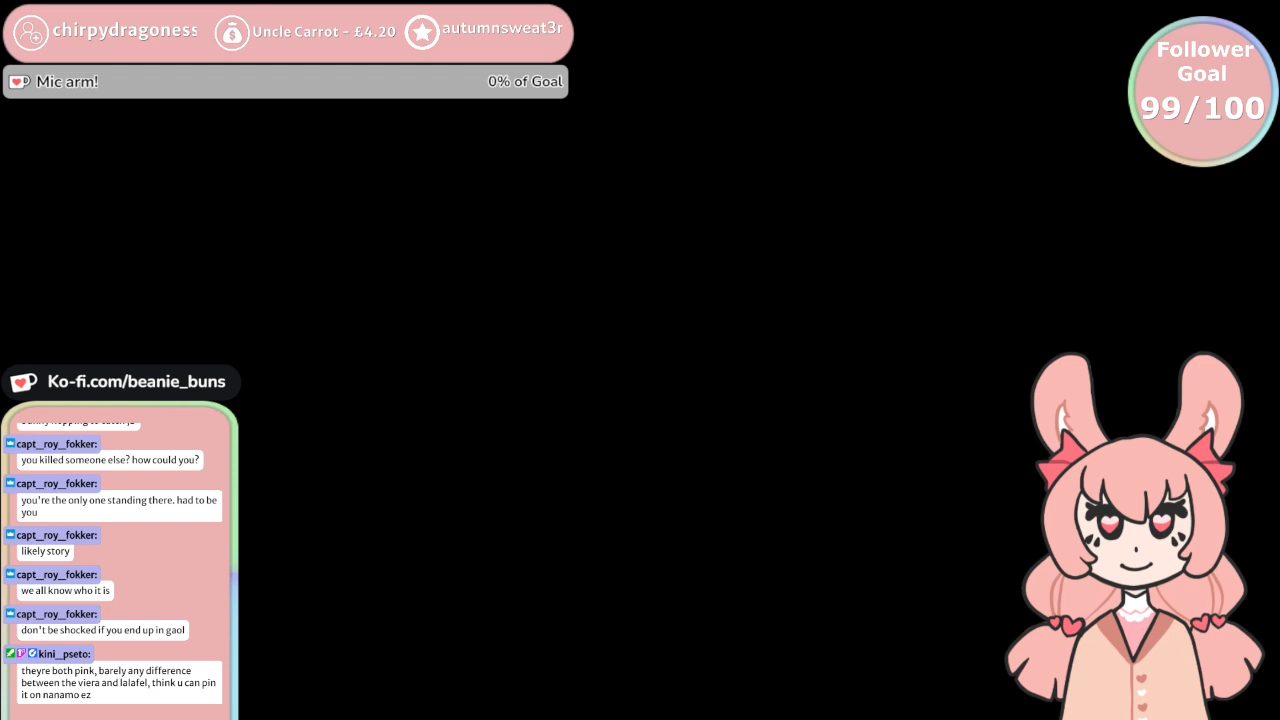 chirpydragoness
Uncle Carrot - £4.20
autumnsweat3r
Mic arm!
0% of Goal
Follower
Goal
99/100
Ko-fi.com/beanie_buns
capt_roy_fokker:
you killed someone else? how could you?
capt_roy_fokker:
you're the only one standing there. had to be
you
capt_roy_fokker:
likely story
capt_roy_fokker:
we all know who it is
capt_roy_fokker:
don't be shocked if you end up in gaol
kini_pseto:
theyre both pink, barely any difference
between the viera and lalafel, think u can pin
it on nanamo ez